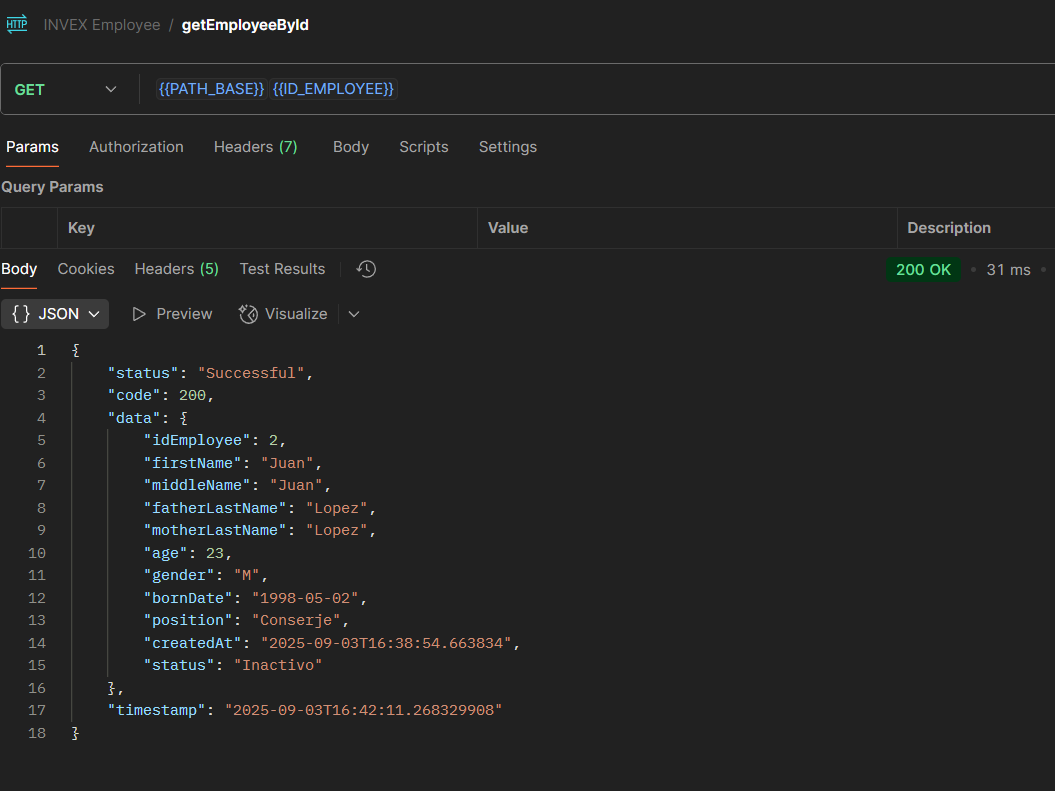 HTTP INVEX Employee / getEmployeeById
GET {{PATH_BASE}} {{ID_EMPLOYEE}}
Params Authorization Headers (7) Body Scripts Settings
Query Params
Key Value Description
Body Cookies Headers (5) Test Results 200 OK • 31 ms •
{ } JSON Preview Visualize
1 {
2 "status": "Successful",
3 "code": 200,
4 "data": {
5 "idEmployee": 2,
6 "firstName": "Juan",
7 "middleName": "Juan",
8 "fatherLastName": "Lopez",
9 "motherLastName": "Lopez",
10 "age": 23,
11 "gender": "M",
12 "bornDate": "1998-05-02",
13 "position": "Conserje",
14 "createdAt": "2025-09-03T16:38:54.663834",
15 "status": "Inactivo"
16 },
17 "timestamp": "2025-09-03T16:42:11.268329908"
18 }